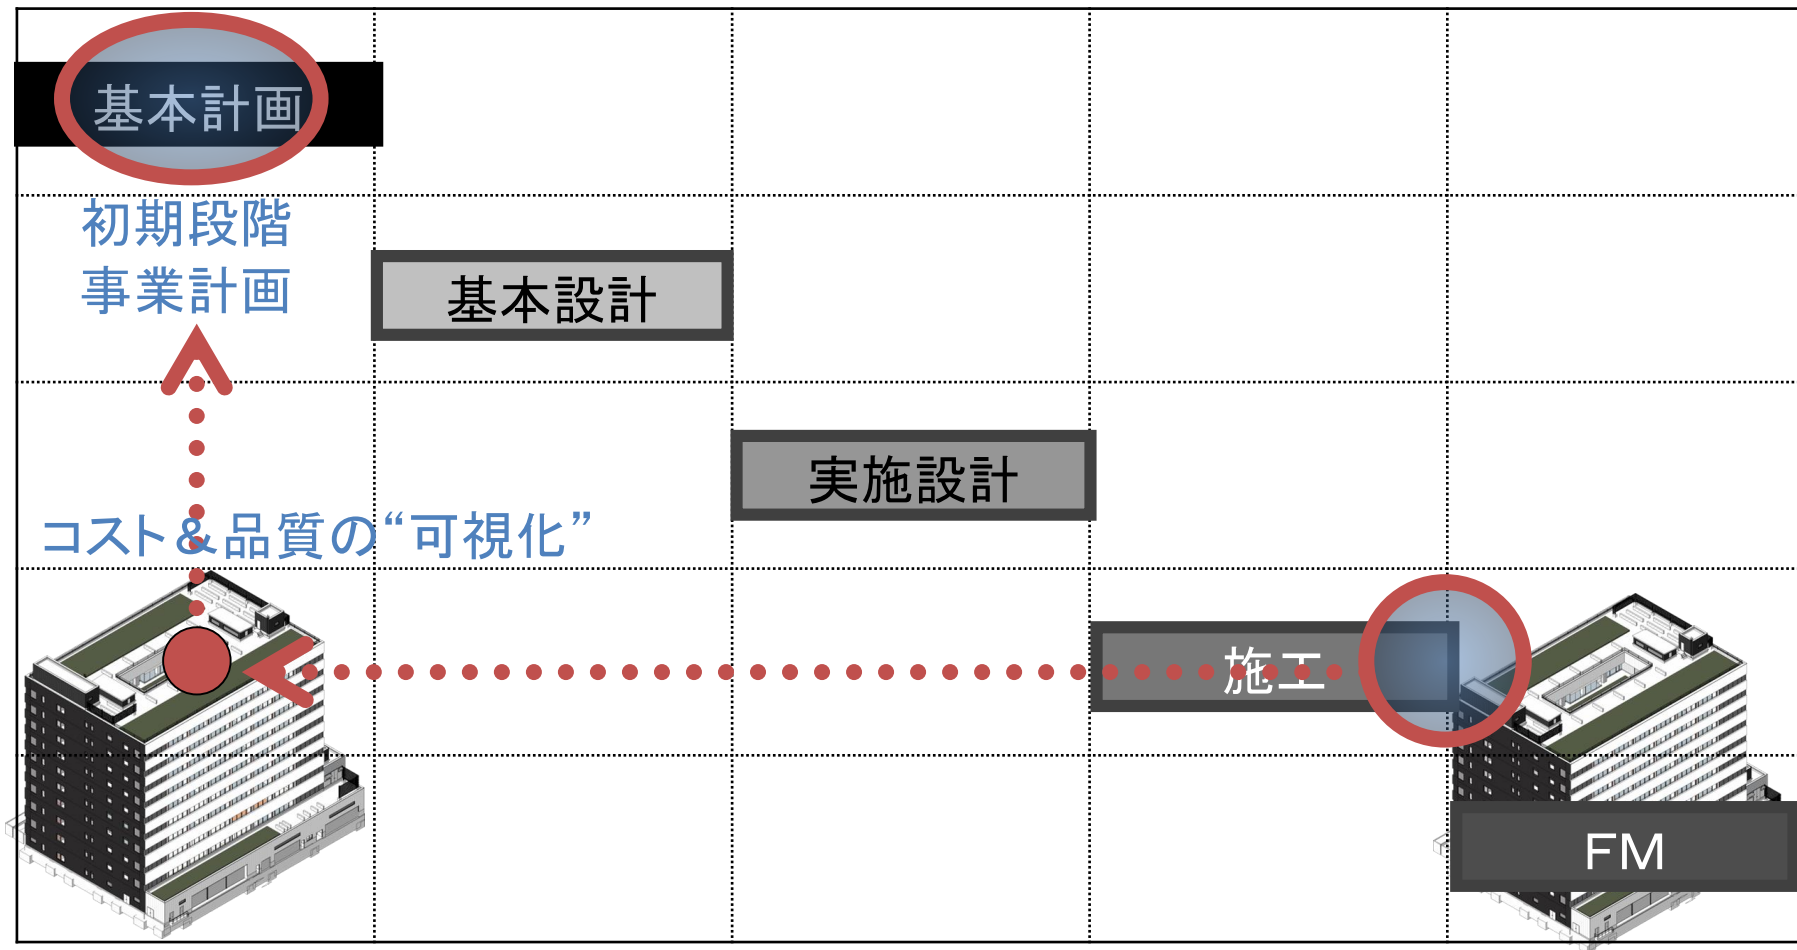 基本計画
初期段階
事業計画
基本設計
実施設計
コスト＆品質の“可視化”
施工
FM